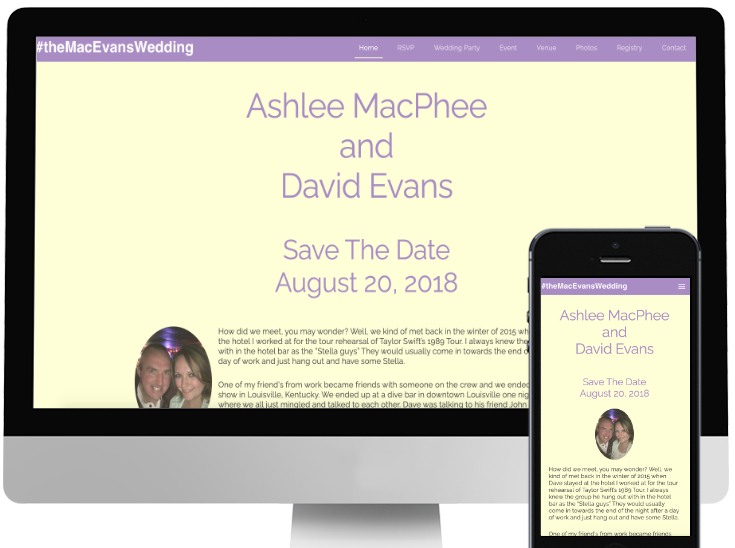 #theMacEvansWedding
Home RSVP Wedding Party Event Venue Photos Registry Contact
Ashlee MacPhee
and
David Evans
Save The Date
August 20, 2018
How did we meet, you may wonder? Well, we kind of met back in the winter of 2015 wh
the hotel I worked at for the tour rehearsal of Taylor Swift's 1989 Tour. I always knew the
with in the hotel bar as the "Stella guys" They would usually come in towards the end o
day of work and just hang out and have some Stella.
One of my friend's from work became friends with someone on the crew and we ended
show in Louisville, Kentucky. We ended up at a dive bar in downtown Louisville one nig
where we all just mingled and talked to each other. Dave was talking to his friend John
#theMacEvansWedding
Ashlee MacPhee
and
David Evans
Save The Date
August 20, 2018
How did we meet, you may wonder? Well, we
kind of met back in the winter of 2015 when
Dave stayed at the hotel I worked at for the tour
rehearsal of Taylor Swift's 1989 Tour. I always
knew the group he hung out with in the hotel
bar as the "Stella guys" They would usually
come in towards the end of the night after a day
of work and just hang out and have some Stella.
One of my friend's from work became friends